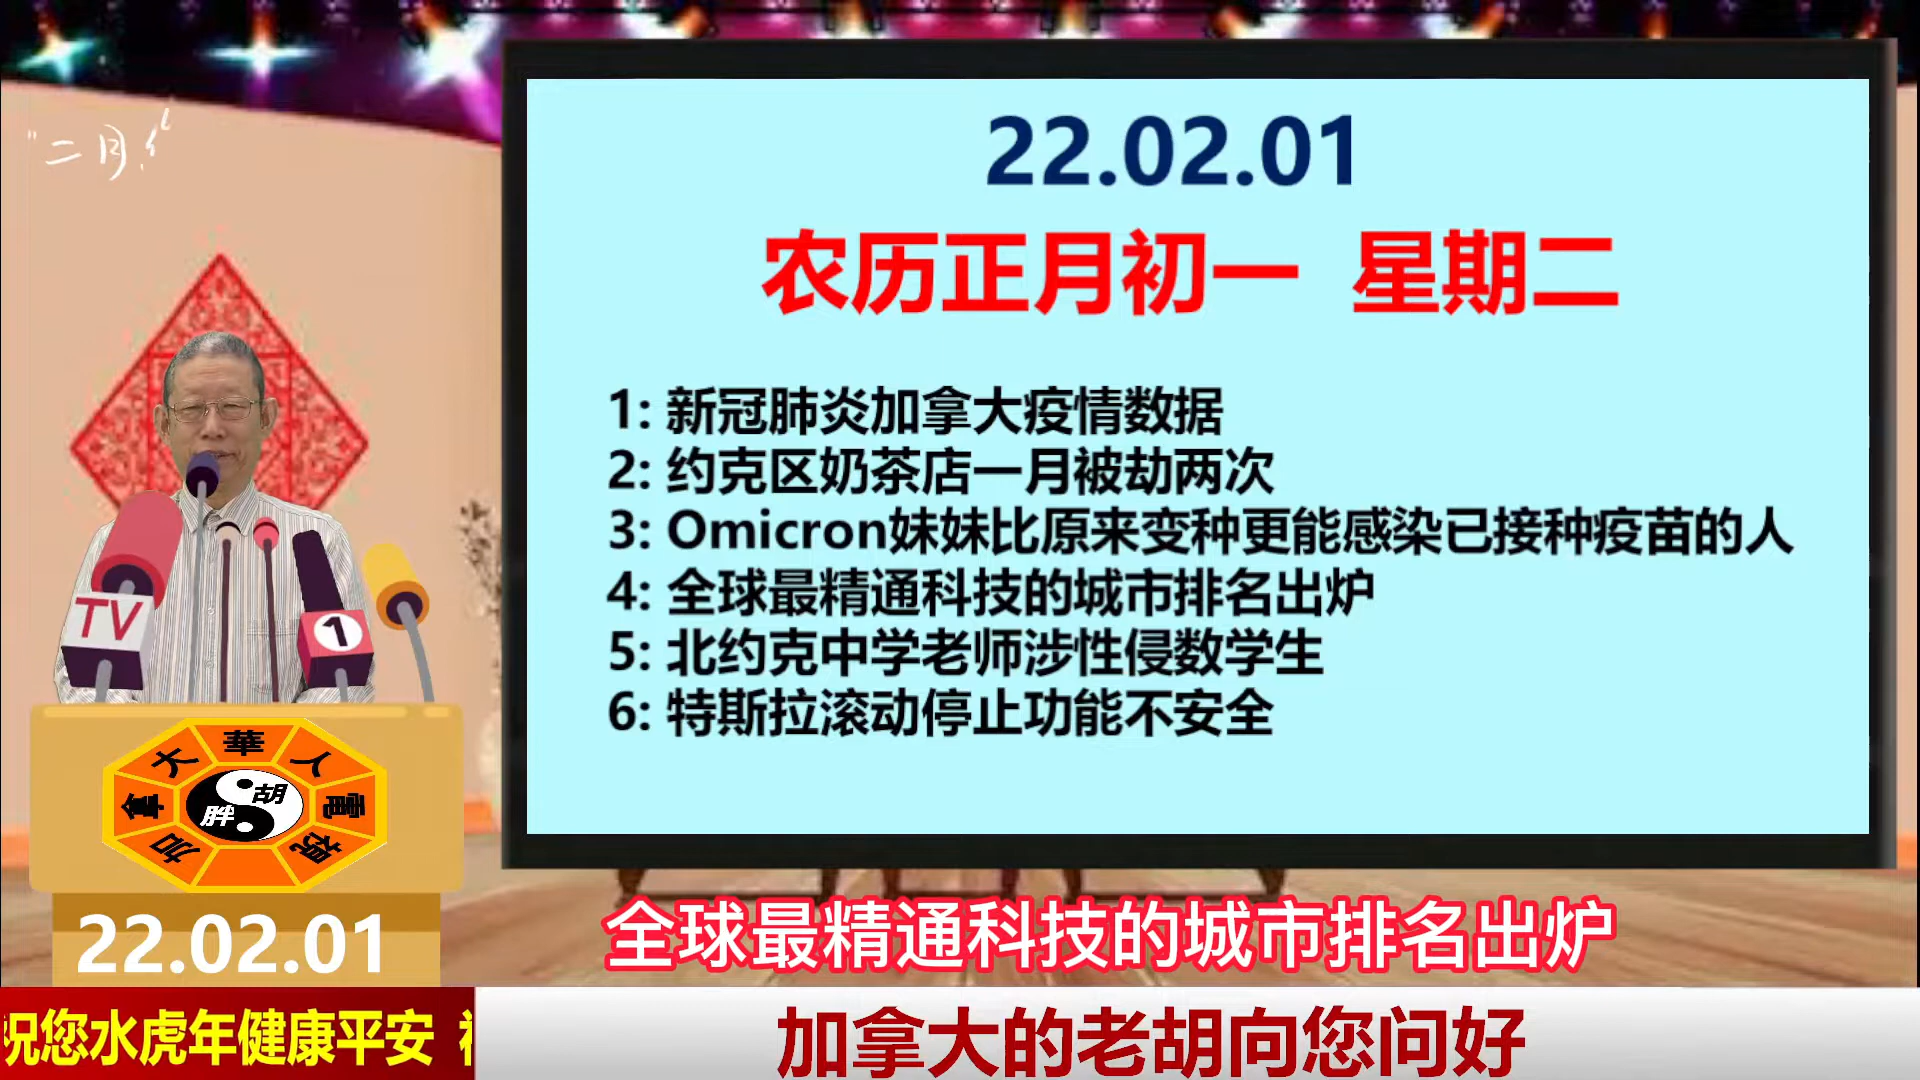 22.02.01
农历正月初一 星期二
1: 新冠肺炎加拿大疫情数据
2: 约克区奶茶店一月被劫两次
3: Omicron妹妹比原来变种更能感染已接种疫苗的人
4: 全球最精通科技的城市排名出炉
5: 北约克中学老师涉性侵数学生
6: 特斯拉滚动停止功能不安全
"二月
TV
1
加拿大華人電視
胡
胖
22.02.01
全球最精通科技的城市排名出炉
祝您水虎年健康平安
加拿大的老胡向您问好